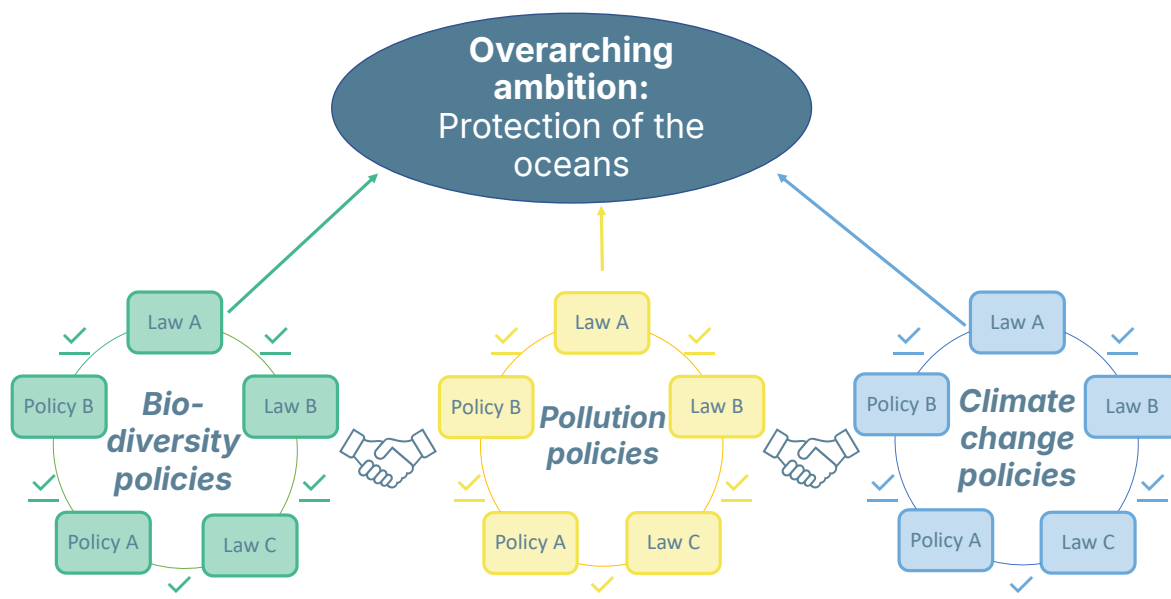 Overarching
ambition:
Protection of the
oceans
Law A
Policy B
Law B
Bio-
diversity
policies
Policy A
Law C
Law A
Policy B
Law B
Pollution
policies
Policy A
Law C
Law A
Policy B
Law B
Climate
change
policies
Policy A
Law C